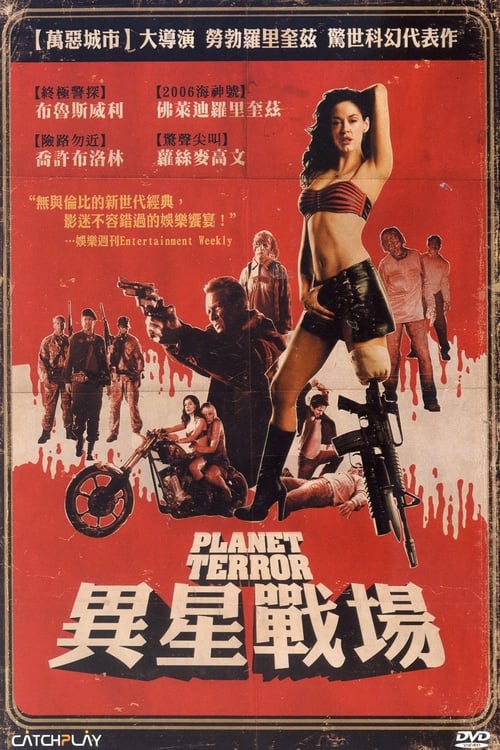 【萬惡城市】大導演 勞勃羅里奎茲 驚世科幻代表作
【終極警探】
布魯斯威利
【2006海神號】
佛萊迪羅里奎茲
【險路勿近】
喬許布洛林
【驚聲尖叫】
羅絲麥高文
“無與倫比的新世代經典，
影迷不容錯過的娛樂饗宴！”
…娛樂週刊Entertainment Weekly
PLANET
TERROR
異星戰場
CATCHPLAY
DVD